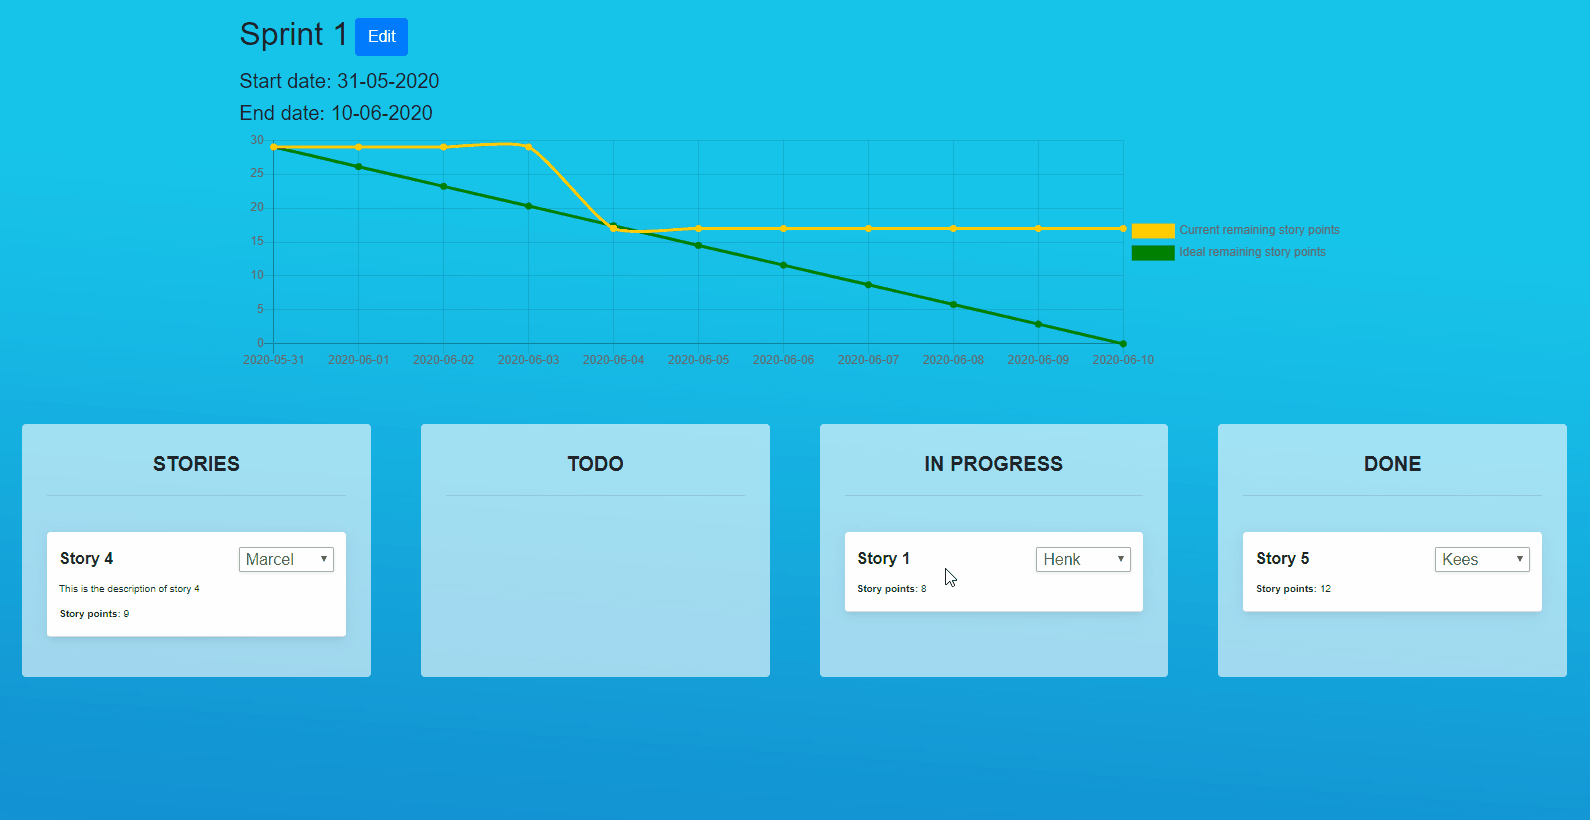 Sprint 1 Edit
Start date: 31-05-2020
End date: 10-06-2020
30
25
20
15
10
5
0
2020-05-31 2020-06-01 2020-06-02 2020-06-03 2020-06-04 2020-06-05 2020-06-06 2020-06-07 2020-06-08 2020-06-09 2020-06-10
Current remaining story points
Ideal remaining story points
STORIES
Story 4 Marcel
This is the description of story 4
Story points: 9
TODO
IN PROGRESS
Story 1 Henk
Story points: 8
DONE
Story 5 Kees
Story points: 12